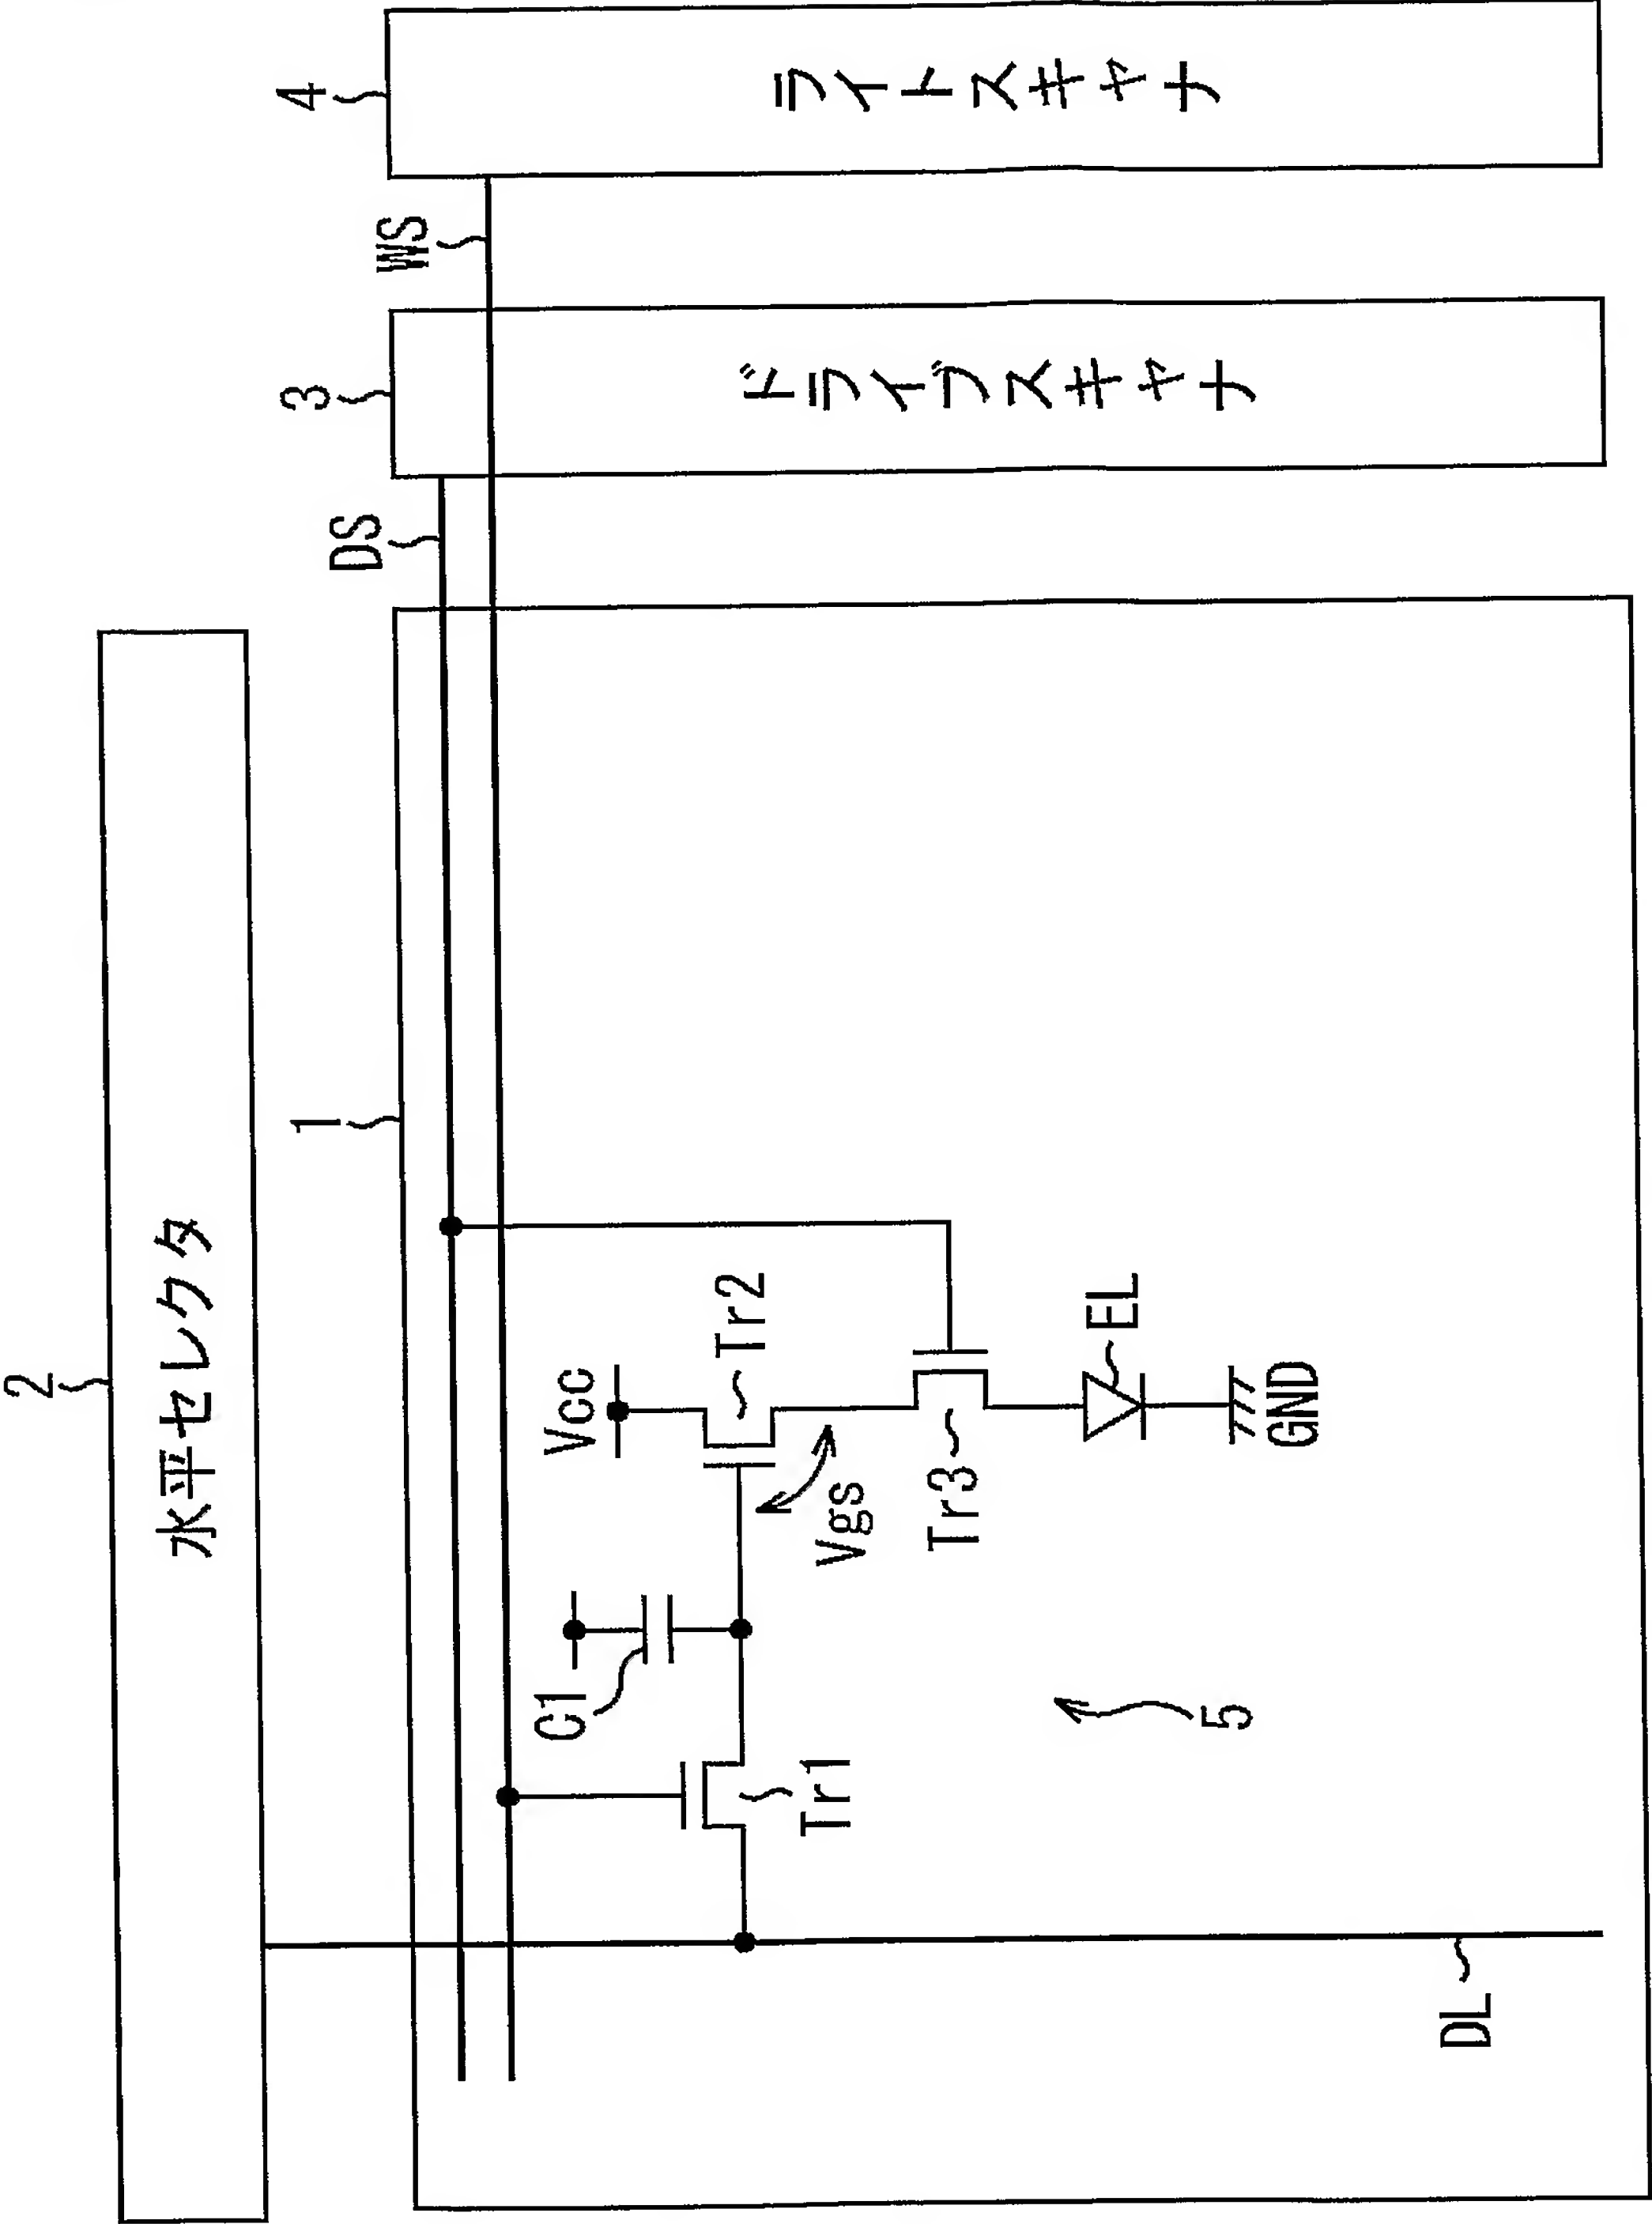 2
水平セレクタ
1
DS
3
ドライブスキャナ
WS
4
ライトスキャナ
Vcc
Tr2
C1
Vgs
Tr1
Tr3
EL
GND
5
DL